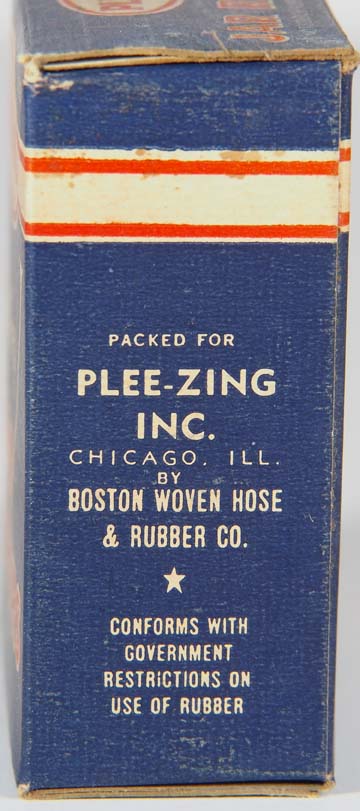 JAR
PACKED FOR
PLEE-ZING
INC.
CHICAGO, ILL.
BY
BOSTON WOVEN HOSE
& RUBBER CO.
CONFORMS WITH
GOVERNMENT
RESTRICTIONS ON
USE OF RUBBER